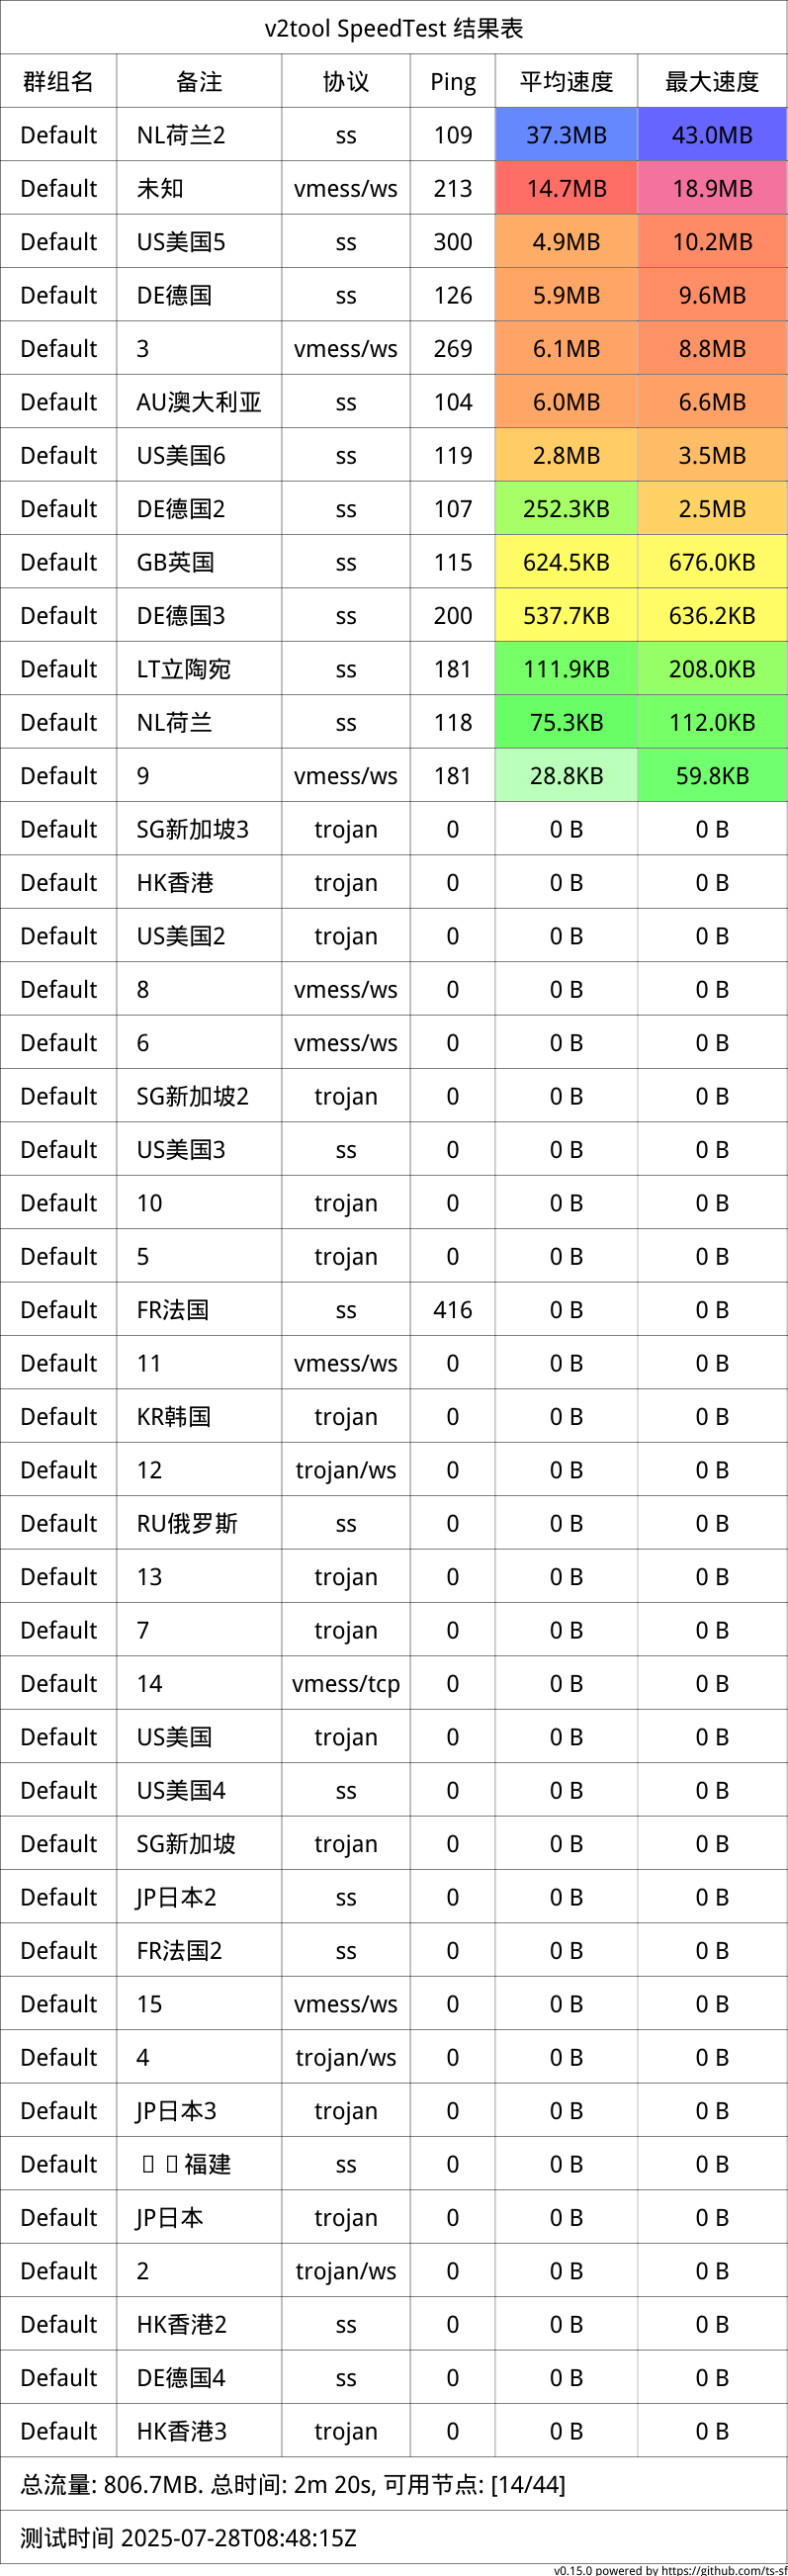 v2tool SpeedTest 结果表
群组名 备注 协议 Ping 平均速度 最大速度
Default NL荷兰2 ss 109 37.3MB 43.0MB
Default 未知 vmess/ws 213 14.7MB 18.9MB
Default US美国5 ss 300 4.9MB 10.2MB
Default DE德国 ss 126 5.9MB 9.6MB
Default 3 vmess/ws 269 6.1MB 8.8MB
Default AU澳大利亚 ss 104 6.0MB 6.6MB
Default US美国6 ss 119 2.8MB 3.5MB
Default DE德国2 ss 107 252.3KB 2.5MB
Default GB英国 ss 115 624.5KB 676.0KB
Default DE德国3 ss 200 537.7KB 636.2KB
Default LT立陶宛 ss 181 111.9KB 208.0KB
Default NL荷兰 ss 118 75.3KB 112.0KB
Default 9 vmess/ws 181 28.8KB 59.8KB
Default SG新加坡3 trojan 0 0 B 0 B
Default HK香港 trojan 0 0 B 0 B
Default US美国2 trojan 0 0 B 0 B
Default 8 vmess/ws 0 0 B 0 B
Default 6 vmess/ws 0 0 B 0 B
Default SG新加坡2 trojan 0 0 B 0 B
Default US美国3 ss 0 0 B 0 B
Default 10 trojan 0 0 B 0 B
Default 5 trojan 0 0 B 0 B
Default FR法国 ss 416 0 B 0 B
Default 11 vmess/ws 0 0 B 0 B
Default KR韩国 trojan 0 0 B 0 B
Default 12 trojan/ws 0 0 B 0 B
Default RU俄罗斯 ss 0 0 B 0 B
Default 13 trojan 0 0 B 0 B
Default 7 trojan 0 0 B 0 B
Default 14 vmess/tcp 0 0 B 0 B
Default US美国 trojan 0 0 B 0 B
Default US美国4 ss 0 0 B 0 B
Default SG新加坡 trojan 0 0 B 0 B
Default JP日本2 ss 0 0 B 0 B
Default FR法国2 ss 0 0 B 0 B
Default 15 vmess/ws 0 0 B 0 B
Default 4 trojan/ws 0 0 B 0 B
Default JP日本3 trojan 0 0 B 0 B
Default 福建 ss 0 0 B 0 B
Default JP日本 trojan 0 0 B 0 B
Default 2 trojan/ws 0 0 B 0 B
Default HK香港2 ss 0 0 B 0 B
Default DE德国4 ss 0 0 B 0 B
Default HK香港3 trojan 0 0 B 0 B
总流量: 806.7MB. 总时间: 2m 20s, 可用节点: [14/44]
测试时间 2025-07-28T08:48:15Z
v0.15.0 powered by https://github.com/ts-sf